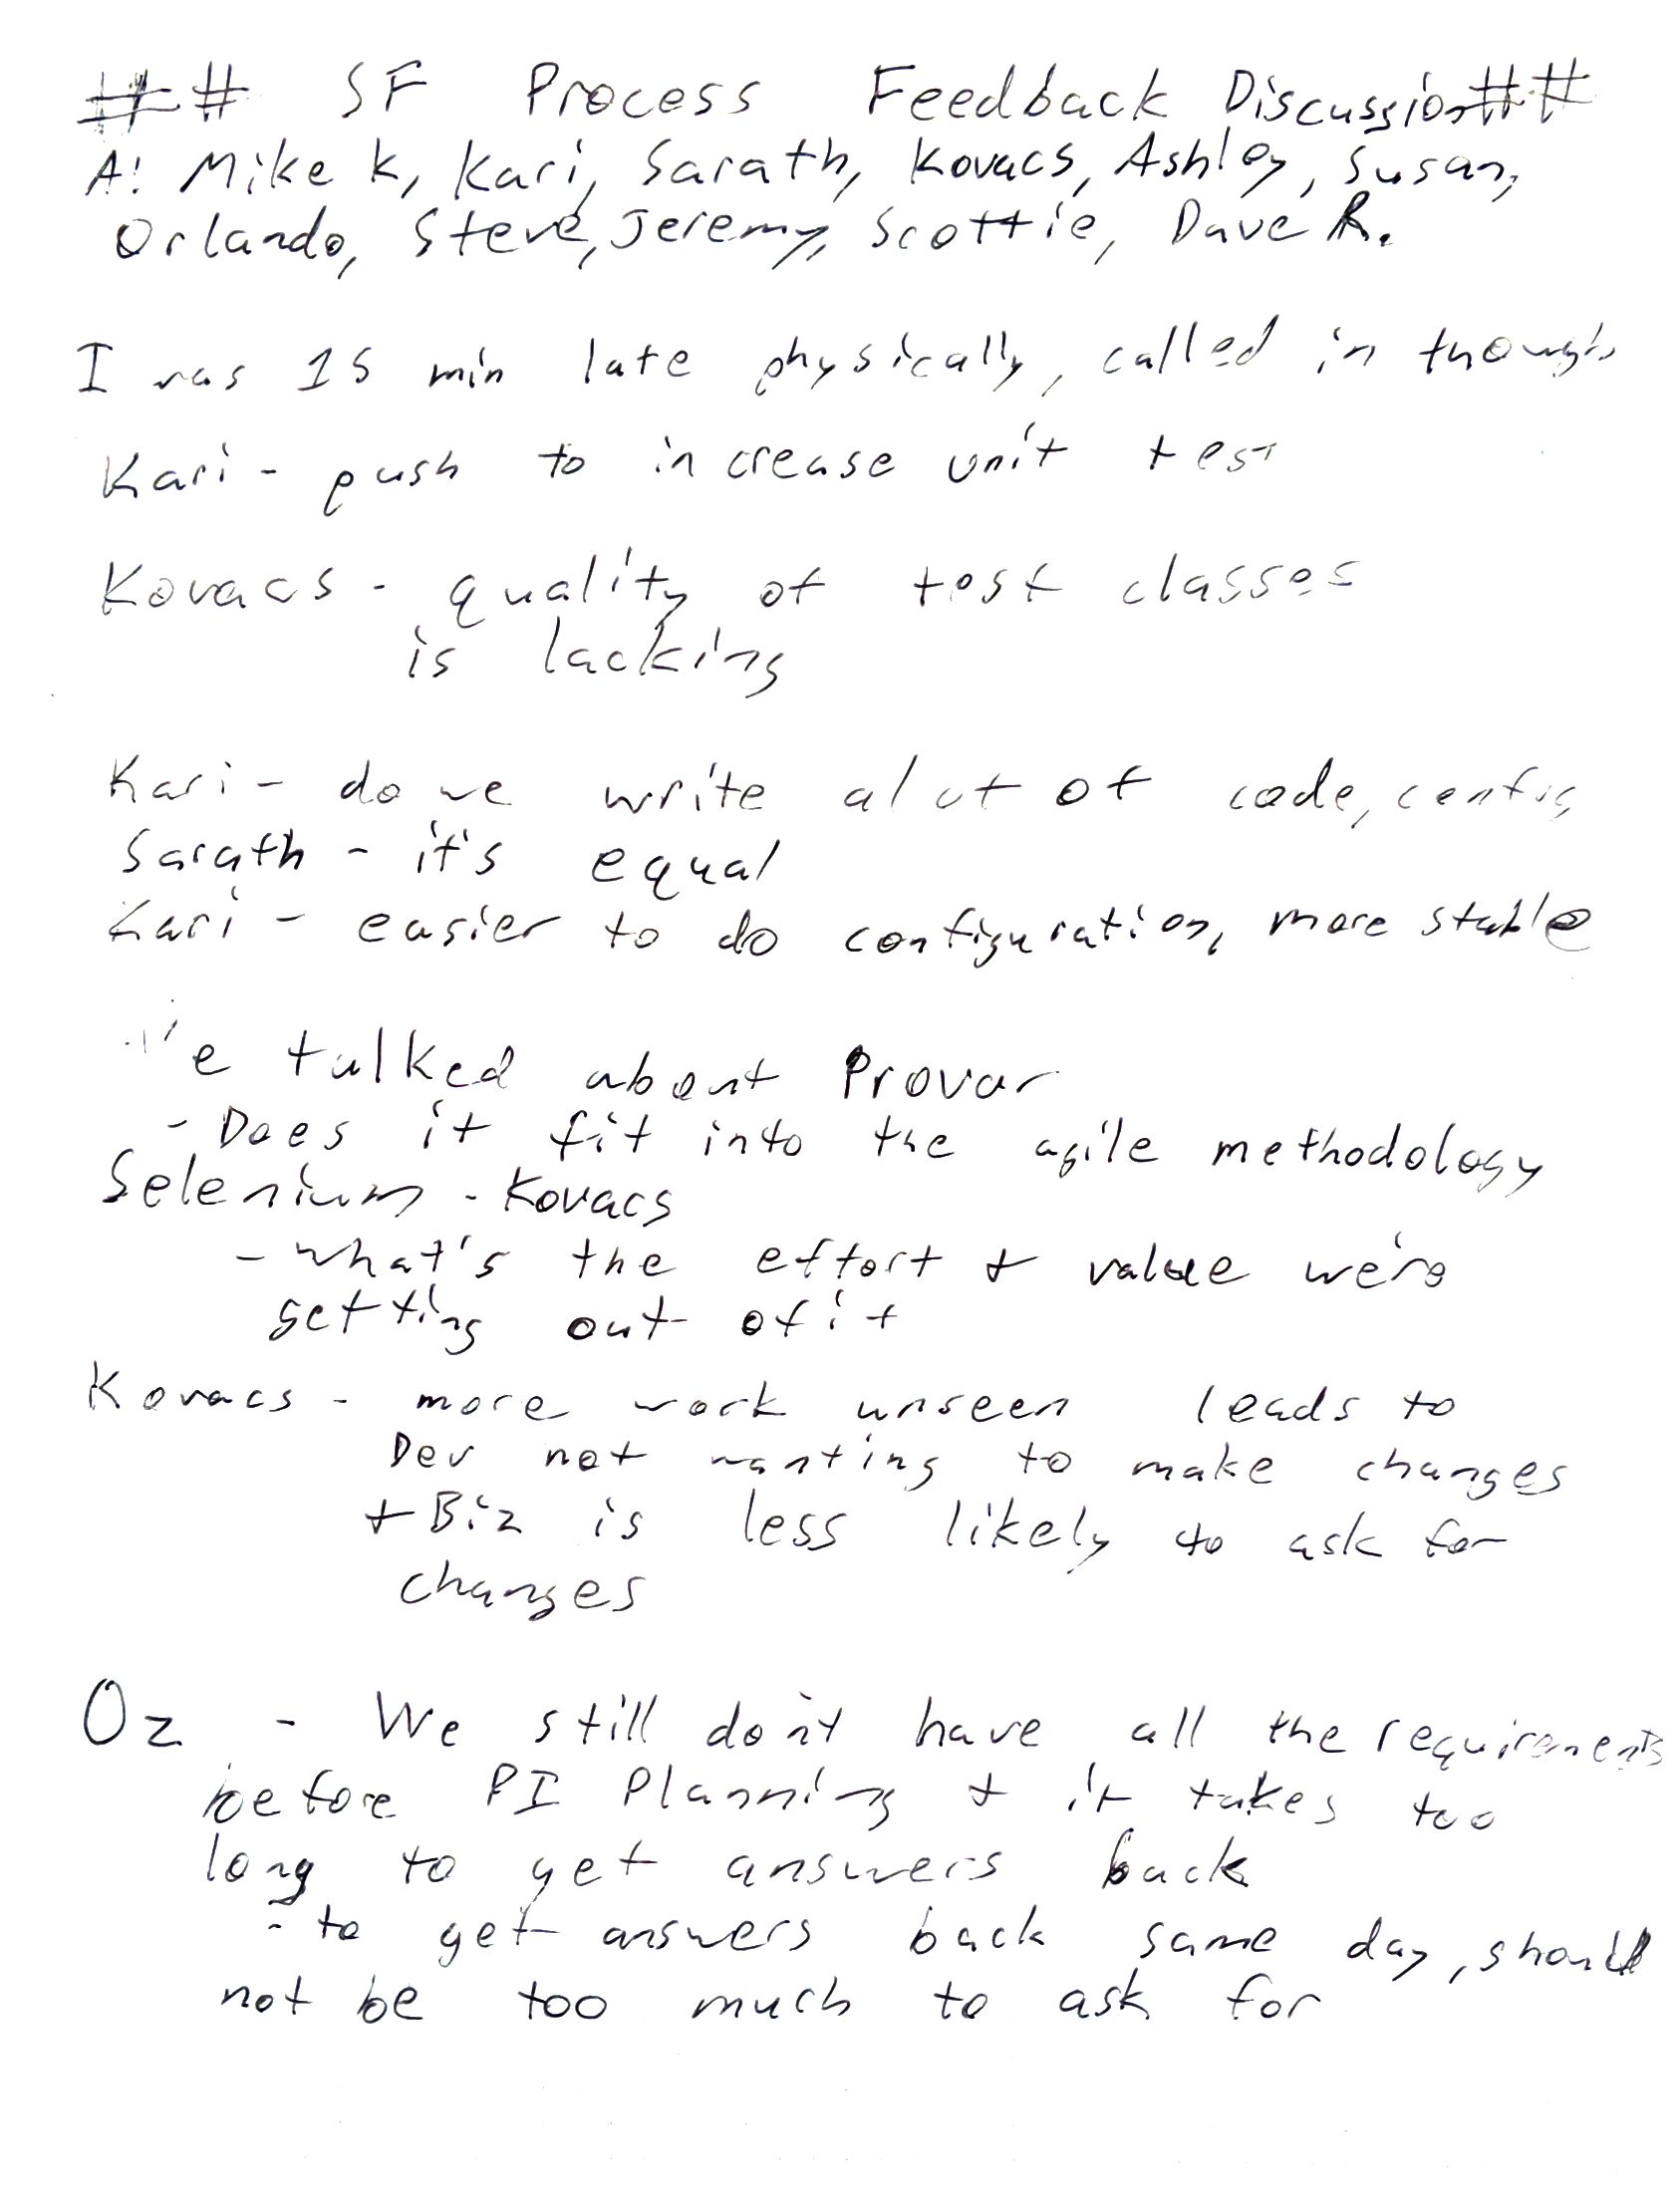 ## SF Process Feedback Discussion##
A: Mike K, Kari, Sarath, Kovacs, Ashley, Susan,
Orlando, Steve, Jeremy, Scottie, Dave R.
I was 15 min late physically, called in though
Kari - push to increase unit test
Kovacs - quality of test classes
is lacking
Kari - do we write alot of code, config
Sarath - it's equal
Kari - easier to do configuration, more stable
We talked about Provar
- Does it fit into the agile methodology
Selenium - Kovacs
- what's the effort + value we're
getting out of it
Kovacs - more work unseen leads to
Dev not wanting to make changes
+ Biz is less likely to ask for
changes
Oz - We still don't have all the requirements
before PI Planning + it takes too
long to get answers back
- to get answers back same day, should
not be too much to ask for